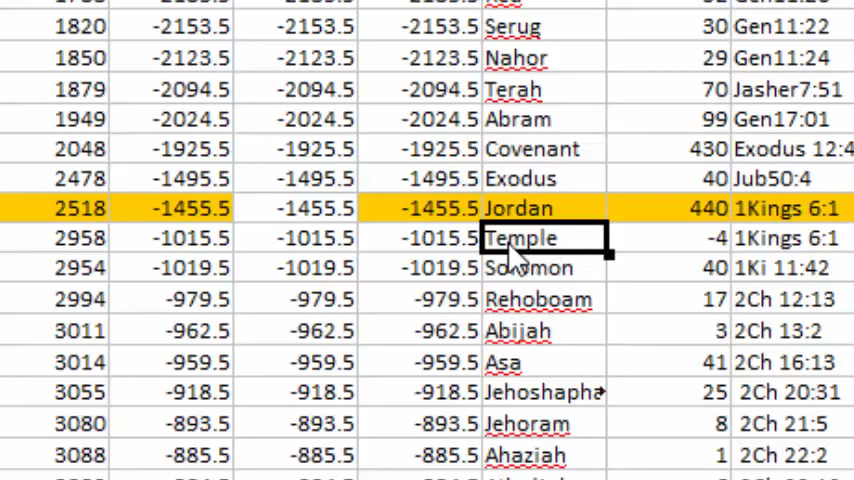 1820 -2153.5 -2153.5 -2153.5 Serug 30 Gen11:22
1850 -2123.5 -2123.5 -2123.5 Nahor 29 Gen11:24
1879 -2094.5 -2094.5 -2094.5 Terah 70 Jasher7:51
1949 -2024.5 -2024.5 -2024.5 Abram 99 Gen17:01
2048 -1925.5 -1925.5 -1925.5 Covenant 430 Exodus 12:4
2478 -1495.5 -1495.5 -1495.5 Exodus 40 Jub50:4
2518 -1455.5 -1455.5 -1455.5 Jordan 440 1Kings 6:1
2958 -1015.5 -1015.5 -1015.5 Temple -4 1Kings 6:1
2954 -1019.5 -1019.5 -1019.5 Solomon 40 1Ki 11:42
2994 -979.5 -979.5 -979.5 Rehoboam 17 2Ch 12:13
3011 -962.5 -962.5 -962.5 Abijah 3 2Ch 13:2
3014 -959.5 -959.5 -959.5 Asa 41 2Ch 16:13
3055 -918.5 -918.5 -918.5 Jehoshapha 25 2Ch 20:31
3080 -893.5 -893.5 -893.5 Jehoram 8 2Ch 21:5
3088 -885.5 -885.5 -885.5 Ahaziah 1 2Ch 22:2